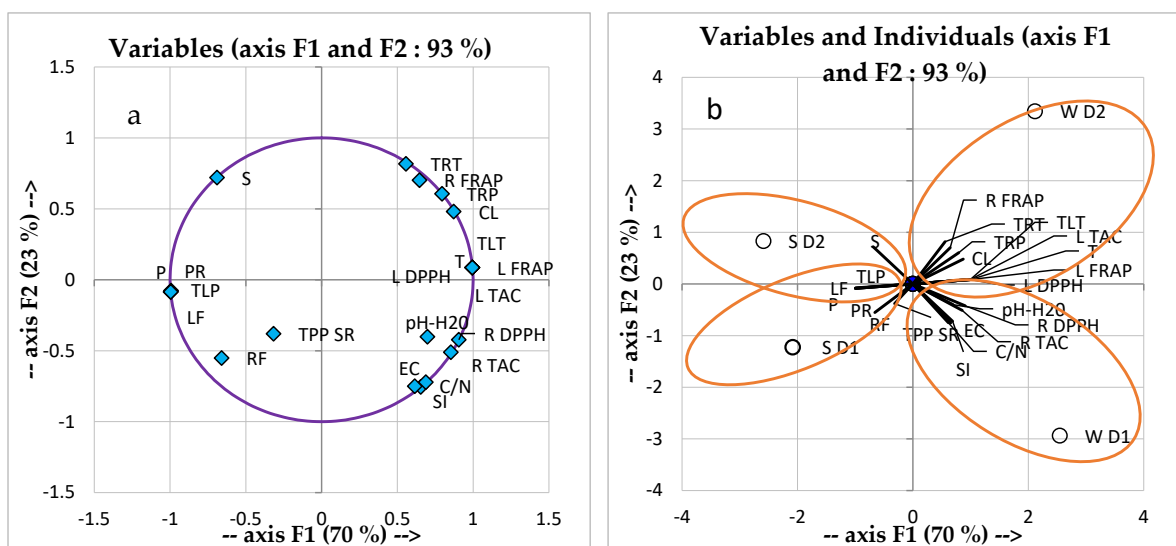 Variables (axis F1 and F2 : 93 %)
a
1.5
1
0.5
0
-0.5
-1
-1.5
-1.5
-1
-0.5
0
0.5
1
1.5
-- axis F2 (23 %) -->
-- axis F1 (70 %) -->
TRT
R FRAP
TRP
CL
S
TLT
T
L FRAP
L DPPH
L TAC
P
PR
TLP
LF
TPP SR
RF
pH-H20
R DPPH
R TAC
EC
C/N
SI
Variables and Individuals (axis F1
and F2 : 93 %)
b
4
3
2
1
0
-1
-2
-3
-4
-4
-2
0
2
4
-- axis F2 (23 %) -->
-- axis F1 (70 %) -->
W D2
R FRAP
TRT
TLT
S D2
S
TRP
L TAC
CL
T
TLP
L FRAP
LF
L DPPH
P
PR
pH-H20
RF
TPP SR
EC
R DPPH
S D1
C/N
R TAC
SI
W D1